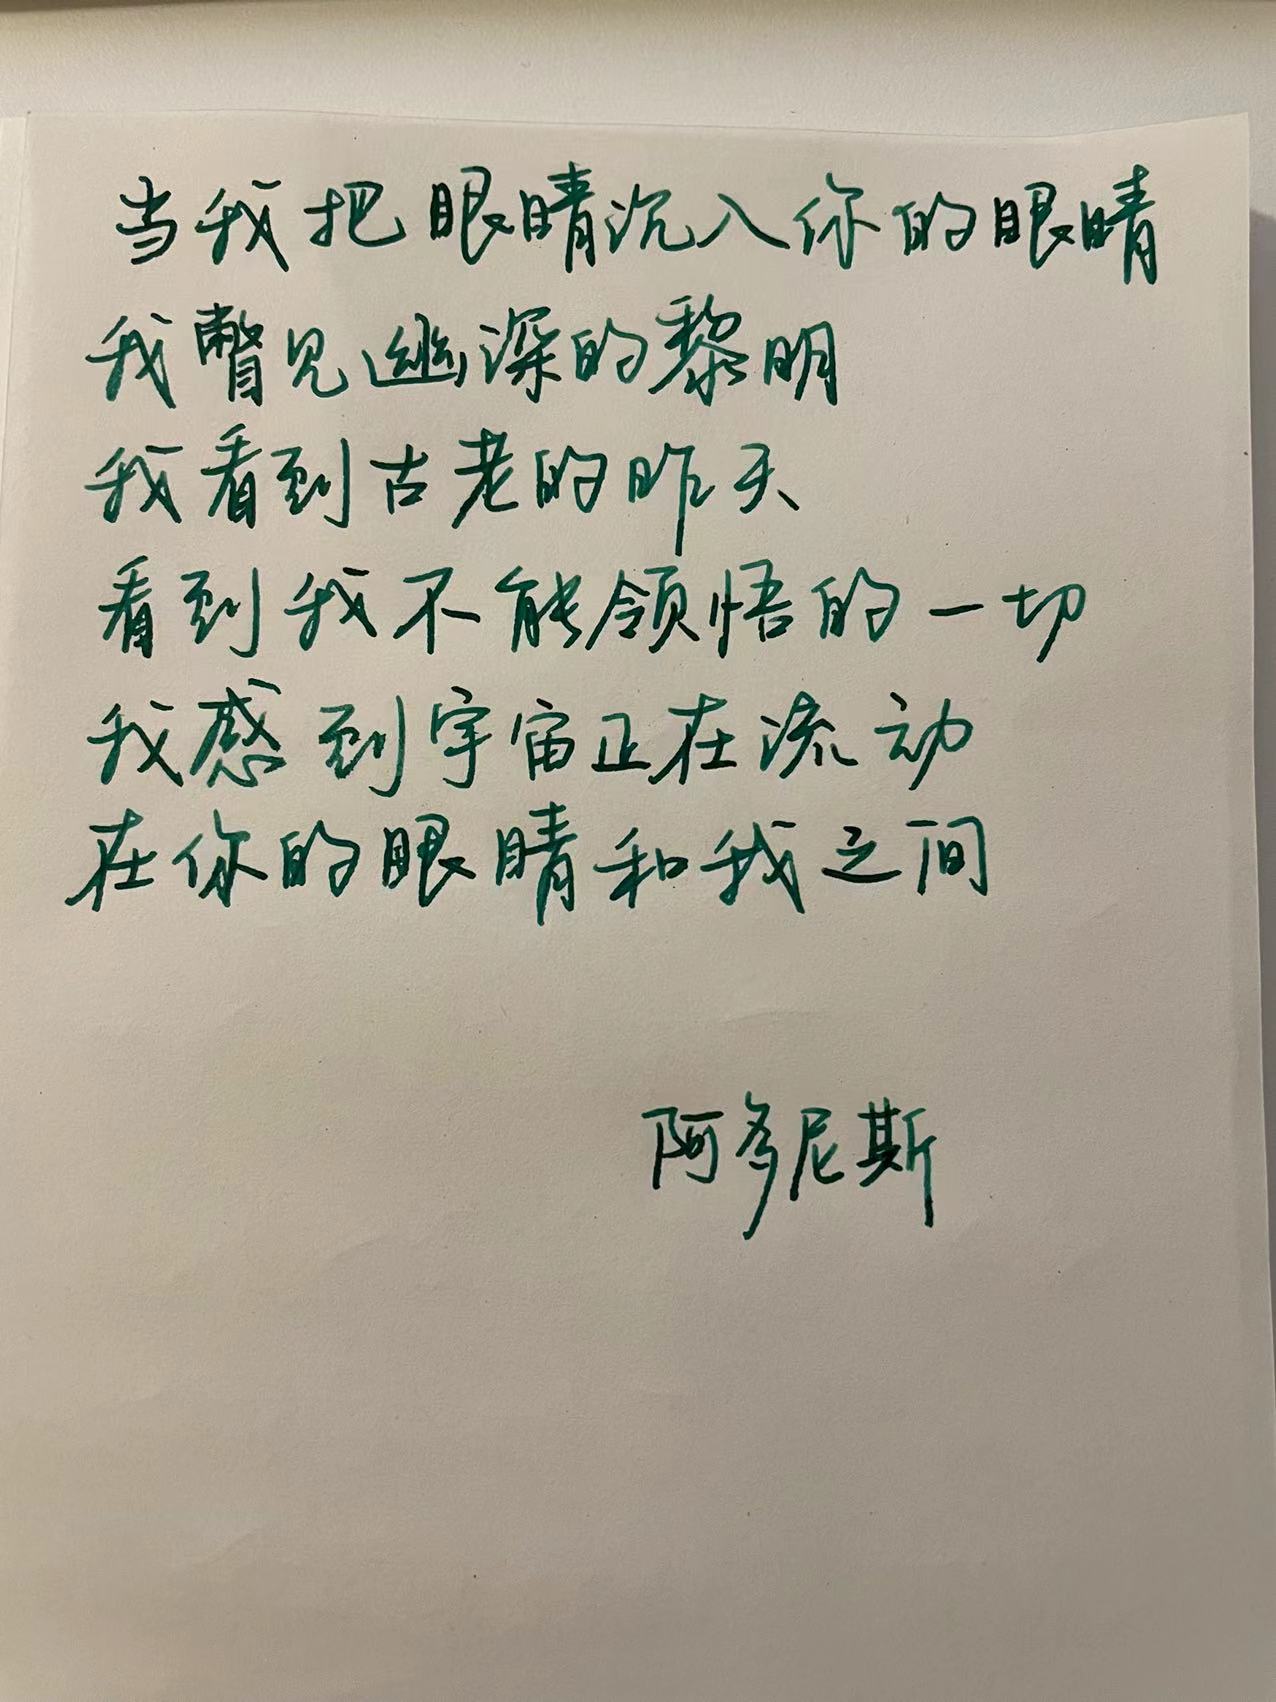 当我把眼睛沉入你的眼睛
我瞥见幽深的黎明
我看到古老的昨天
看到我不能领悟的一切
我感到宇宙正在流动
在你的眼睛和我之间
阿多尼斯